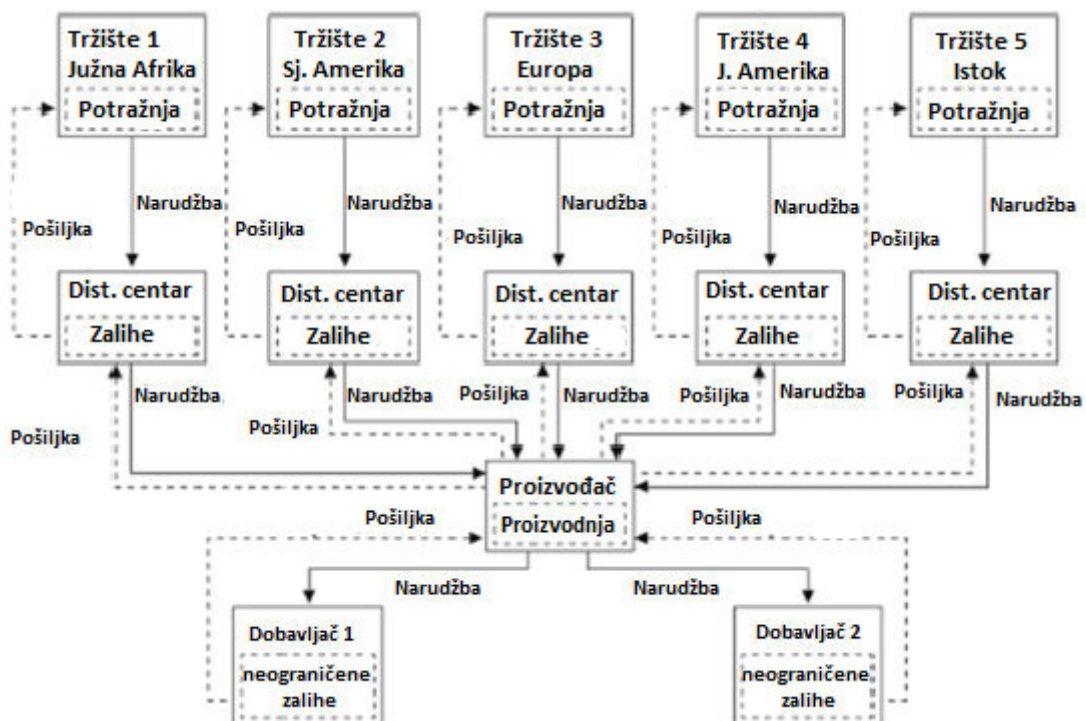 Tržište 1
Južna Afrika
Potražnja
Tržište 2
Sj. Amerika
Potražnja
Tržište 3
Europa
Potražnja
Tržište 4
J. Amerika
Potražnja
Tržište 5
Istok
Potražnja
Narudžba
Pošiljka
Narudžba
Pošiljka
Narudžba
Pošiljka
Narudžba
Pošiljka
Narudžba
Pošiljka
Dist. centar
Zalihe
Dist. centar
Zalihe
Dist. centar
Zalihe
Dist. centar
Zalihe
Dist. centar
Zalihe
Narudžba
Pošiljka
Narudžba
Pošiljka
Pošiljka
Narudžba
Pošiljka
Narudžba
Pošiljka
Narudžba
Proizvođač
Proizvodnja
Pošiljka
Pošiljka
Narudžba
Narudžba
Dobavljač 1
neograničene
zalihe
Dobavljač 2
neograničene
zalihe